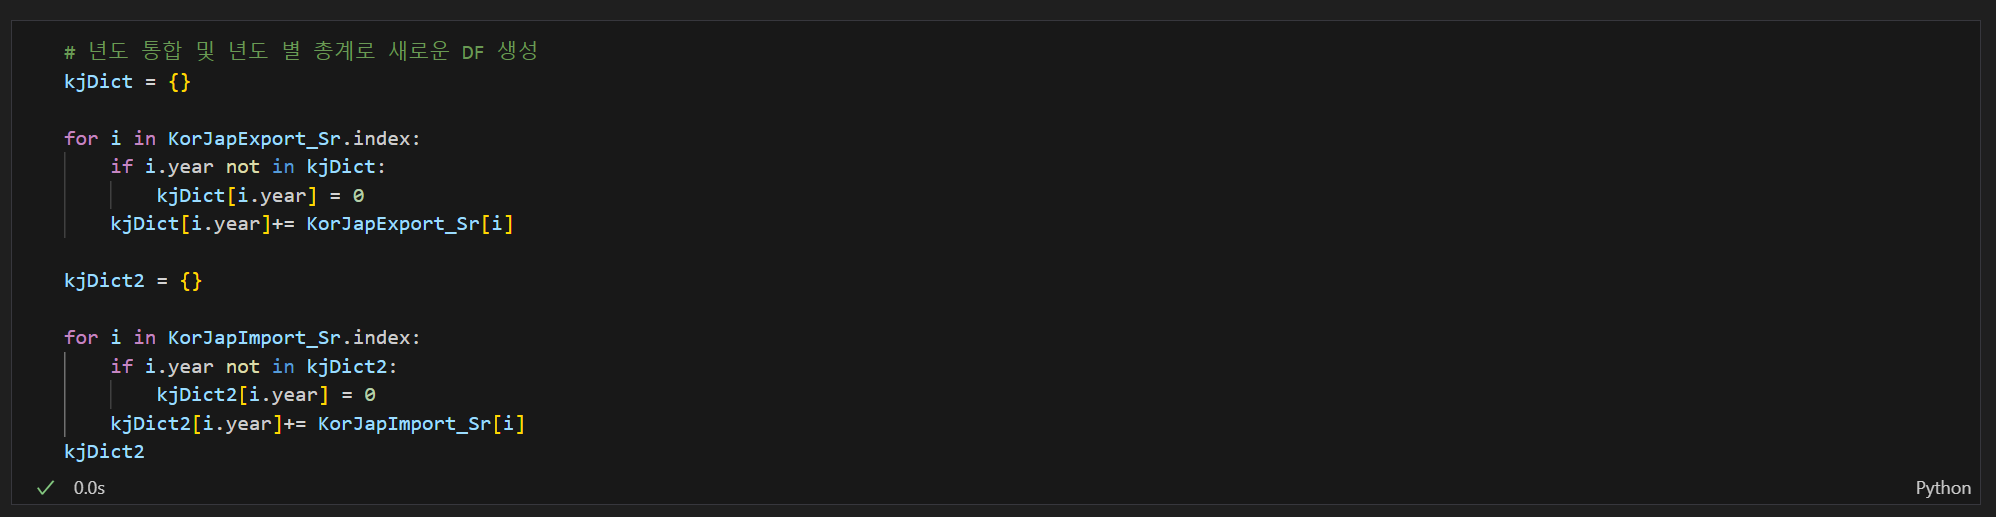 # 년도 통합 및 년도 별 총계로 새로운 DF 생성
kjDict = {}
for i in KorJapExport_Sr.index:
    if i.year not in kjDict:
        kjDict[i.year] = 0
    kjDict[i.year]+= KorJapExport_Sr[i]
kjDict2 = {}
for i in KorJapImport_Sr.index:
    if i.year not in kjDict2:
        kjDict2[i.year] = 0
    kjDict2[i.year]+= KorJapImport_Sr[i]
kjDict2
0.0s
Python